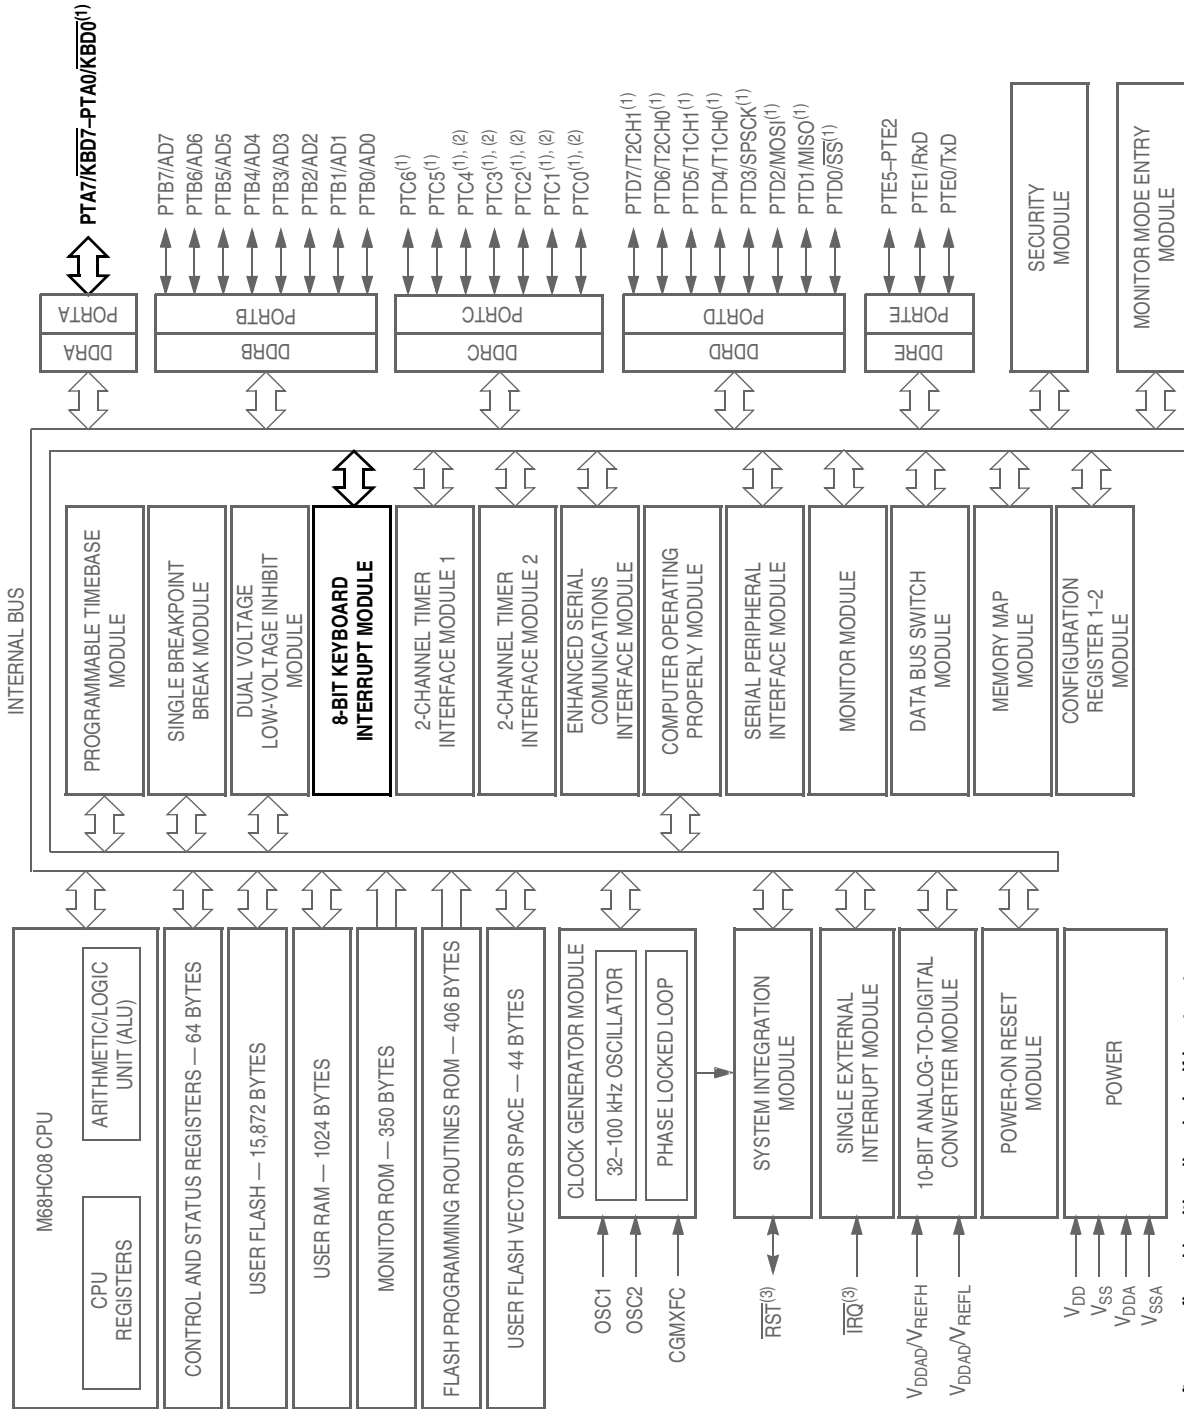 INTERNAL BUS
M68HC08 CPU
CPU
REGISTERS
ARITHMETIC/LOGIC
UNIT (ALU)
CONTROL AND STATUS REGISTERS — 64 BYTES
USER FLASH — 15,872 BYTES
USER RAM — 1024 BYTES
MONITOR ROM — 350 BYTES
FLASH PROGRAMMING ROUTINES ROM — 406 BYTES
USER FLASH VECTOR SPACE — 44 BYTES
CLOCK GENERATOR MODULE
32–100 kHz OSCILLATOR
PHASE LOCKED LOOP
OSC1
OSC2
CGMXFC
SYSTEM INTEGRATION
MODULE
RST(3)
SINGLE EXTERNAL
INTERRUPT MODULE
IRQ(3)
10-BIT ANALOG-TO-DIGITAL
CONVERTER MODULE
VDDAD/VREFH
VDDAD/VREFL
POWER-ON RESET
MODULE
POWER
VDD
VSS
VDDA
VSSA
PROGRAMMABLE TIMEBASE
MODULE
SINGLE BREAKPOINT
BREAK MODULE
DUAL VOLTAGE
LOW-VOLTAGE INHIBIT
MODULE
8-BIT KEYBOARD
INTERRUPT MODULE
2-CHANNEL TIMER
INTERFACE MODULE 1
2-CHANNEL TIMER
INTERFACE MODULE 2
ENHANCED SERIAL
COMUNICATIONS
INTERFACE MODULE
COMPUTER OPERATING
PROPERLY MODULE
SERIAL PERIPHERAL
INTERFACE MODULE
MONITOR MODULE
DATA BUS SWITCH
MODULE
MEMORY MAP
MODULE
CONFIGURATION
REGISTER 1–2
MODULE
DDRA
PORTA
PTA7/KBD7–PTA0/KBD0(1)
DDRB
PORTB
PTB7/AD7
PTB6/AD6
PTB5/AD5
PTB4/AD4
PTB3/AD3
PTB2/AD2
PTB1/AD1
PTB0/AD0
DDRC
PORTC
PTC6(1)
PTC5(1)
PTC4(1), (2)
PTC3(1), (2)
PTC2(1), (2)
PTC1(1), (2)
PTC0(1), (2)
DDRD
PORTD
PTD7/T2CH1(1)
PTD6/T2CH0(1)
PTD5/T1CH1(1)
PTD4/T1CH0(1)
PTD3/SPSCK(1)
PTD2/MOSI(1)
PTD1/MISO(1)
PTD0/SS(1)
DDRE
PORTE
PTE5–PTE2
PTE1/RxD
PTE0/TxD
SECURITY
MODULE
MONITOR MODE ENTRY
MODULE